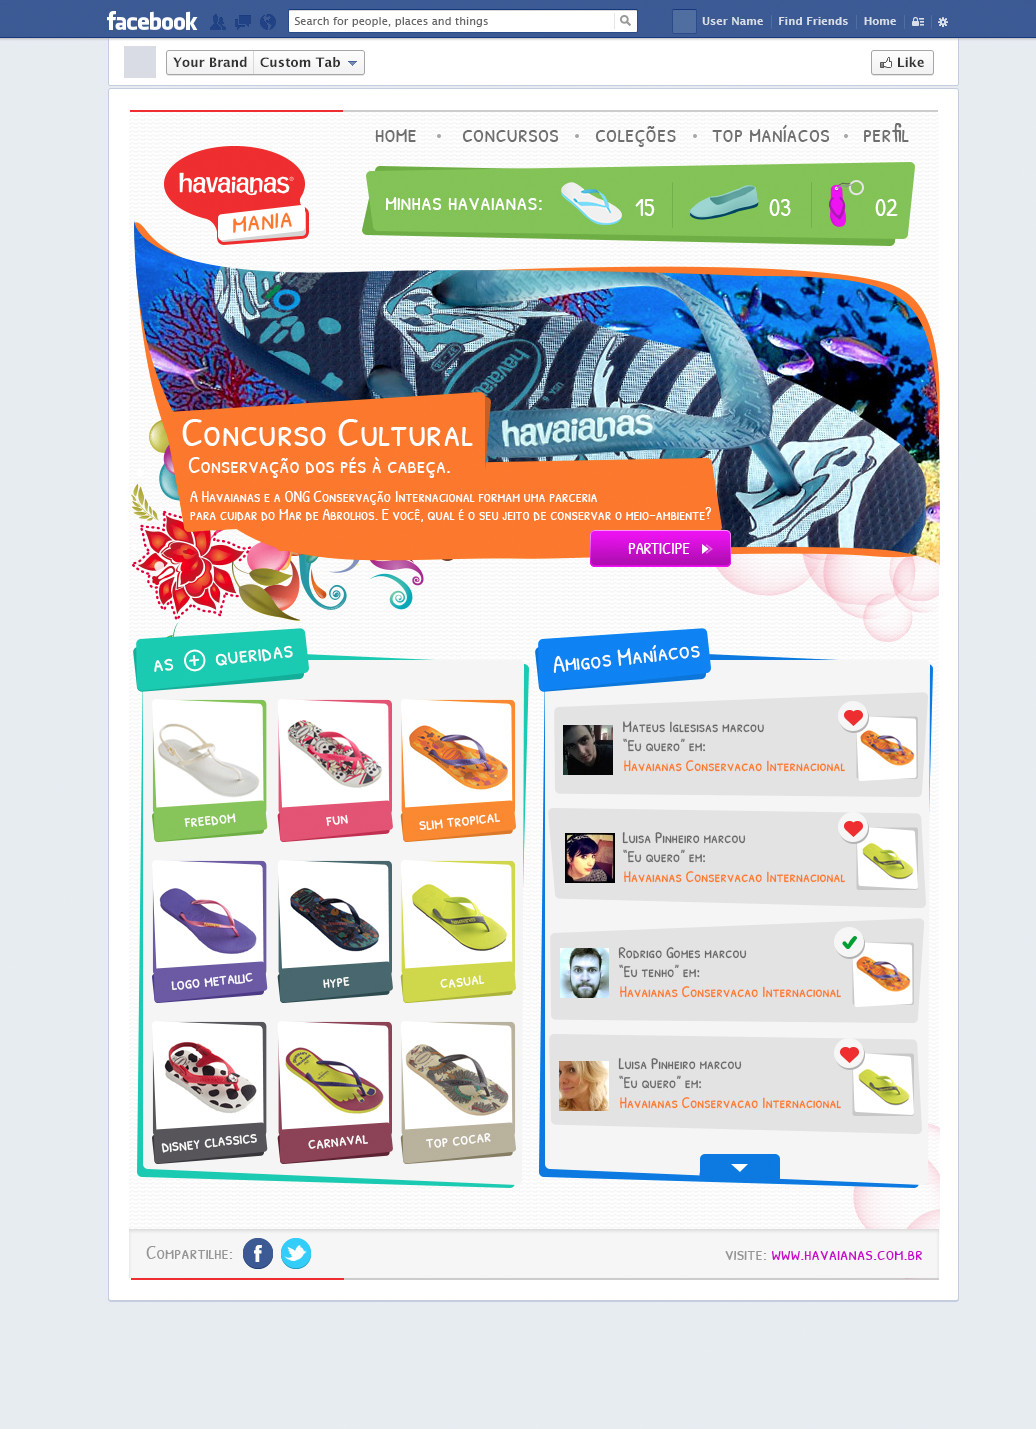 facebook
Search for people, places and things
User Name
Find Friends
Home
Your Brand
Custom Tab
Like
HOME • CONCURSOS • COLEÇÕES • TOP MANÍACOS • PERfIL
havaianas®
MANIA
MINHAS HAVAIANAS:
15
03
02
havaianas
havaianas
Concurso Cultural
Conservação dos pés à cabeça.
A Havaianas e a ONG Conservação Internacional formam uma parceria
para cuidar do Mar de Abrolhos. E você, qual é o seu jeito de conservar o meio-ambiente?
PARTICIPE
AS + QUERIDAS
FREEDOM
FUN
SLIM TROPICAL
LOGO METALLIC
HYPE
CASUAL
DISNEY CLASSICS
CARNAVAL
TOP COCAR
Amigos Maníacos
Mateus Iglesisas marcou
"Eu quero" em:
Havaianas Conservacao Internacional
Luisa Pinheiro marcou
"Eu quero" em:
Havaianas Conservacao Internacional
Rodrigo Gomes marcou
"Eu tenho" em:
Havaianas Conservacao Internacional
Luisa Pinheiro marcou
"Eu quero" em:
Havaianas Conservacao Internacional
Compartilhe:
VISITE: WWW.HAVAIANAS.COM.BR